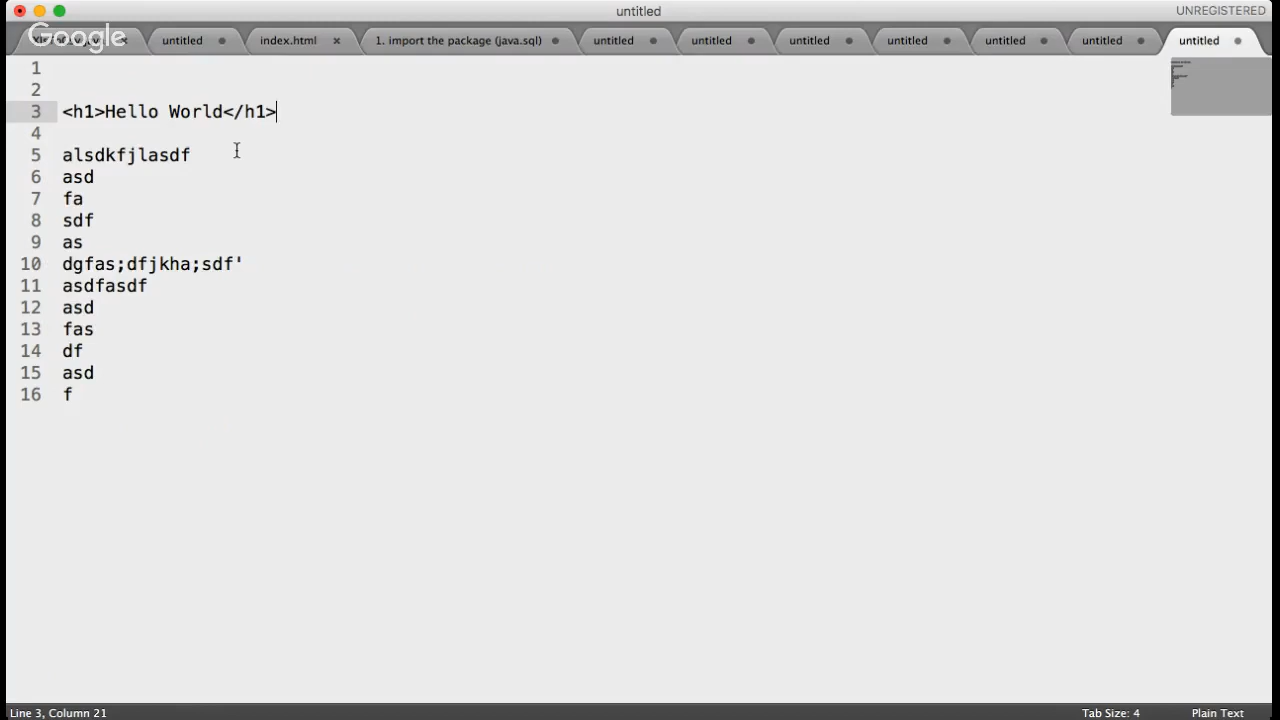 untitled
UNREGISTERED
Google
untitled
index.html
1. import the package (java.sql)
untitled
untitled
untitled
untitled
untitled
untitled
untitled
1
2
3 <h1>Hello World</h1>
4
5 alsdkfjlasdf
6 asd
7 fa
8 sdf
9 as
10 dgfas;dfjkha;sdf'
11 asdfasdf
12 asd
13 fas
14 df
15 asd
16 f
Line 3, Column 21
Tab Size: 4
Plain Text